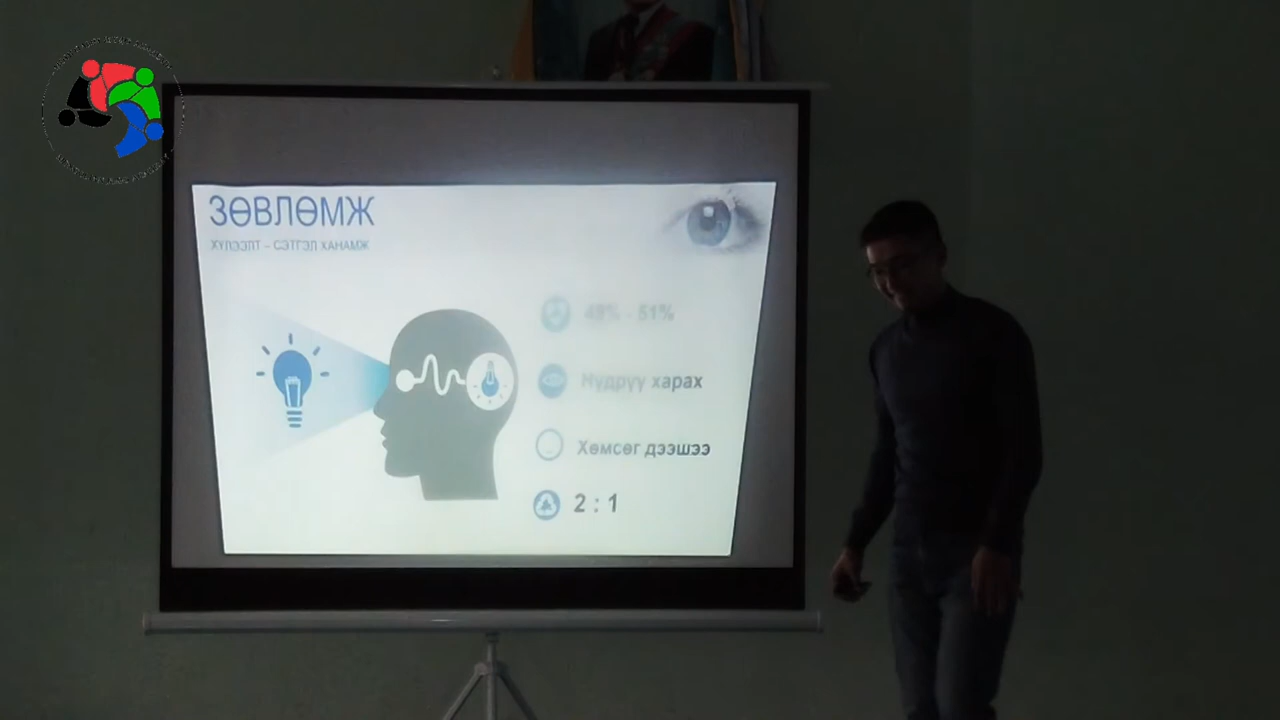 ЗӨВЛӨМЖ
ХҮЛЭЭЛТ – СЭТГЭЛ ХАНАМЖ
49% - 51%
Нүдрүү харах
Хөмсөг дээшээ
2 : 1